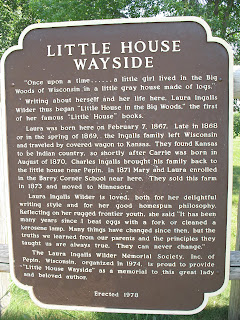 LITTLE HOUSE
WAYSIDE
"Once upon a time......a little girl lived in the Big
Woods of Wisconsin in a little gray house made of logs."
Writing about herself and her life here, Laura Ingalls
Wilder thus began "Little House in the Big Woods," the first
of her famous "Little House" books.
Laura was born here on February 7, 1867. Late in 1868
or in the spring of 1869, the Ingalls family left Wisconsin
and traveled by covered wagon to Kansas. They found Kansas
to be Indian country, so shortly after Carrie was born in
August of 1870, Charles Ingalls brought his family back to
the little house near Pepin. In 1871 Mary and Laura enrolled
in the Barry Corner School near here. They sold this farm
in 1873 and moved to Minnesota.
Laura Ingalls Wilder is loved, both for her delightful
writing style and for her good homespun philosophy.
Reflecting on her rugged frontier youth, she said "It has been
many years since I beat eggs with a fork or cleaned a
kerosene lamp. Many things have changed since then, but the
truths we learned from our parents and the principles they
taught us are always true. They can never change."
The Laura Ingalls Wilder Memorial Society, Inc. of
Pepin, Wisconsin, organized in 1974, is proud to provide
"Little House Wayside" as a memorial to this great lady
and beloved author.
Erected 1978